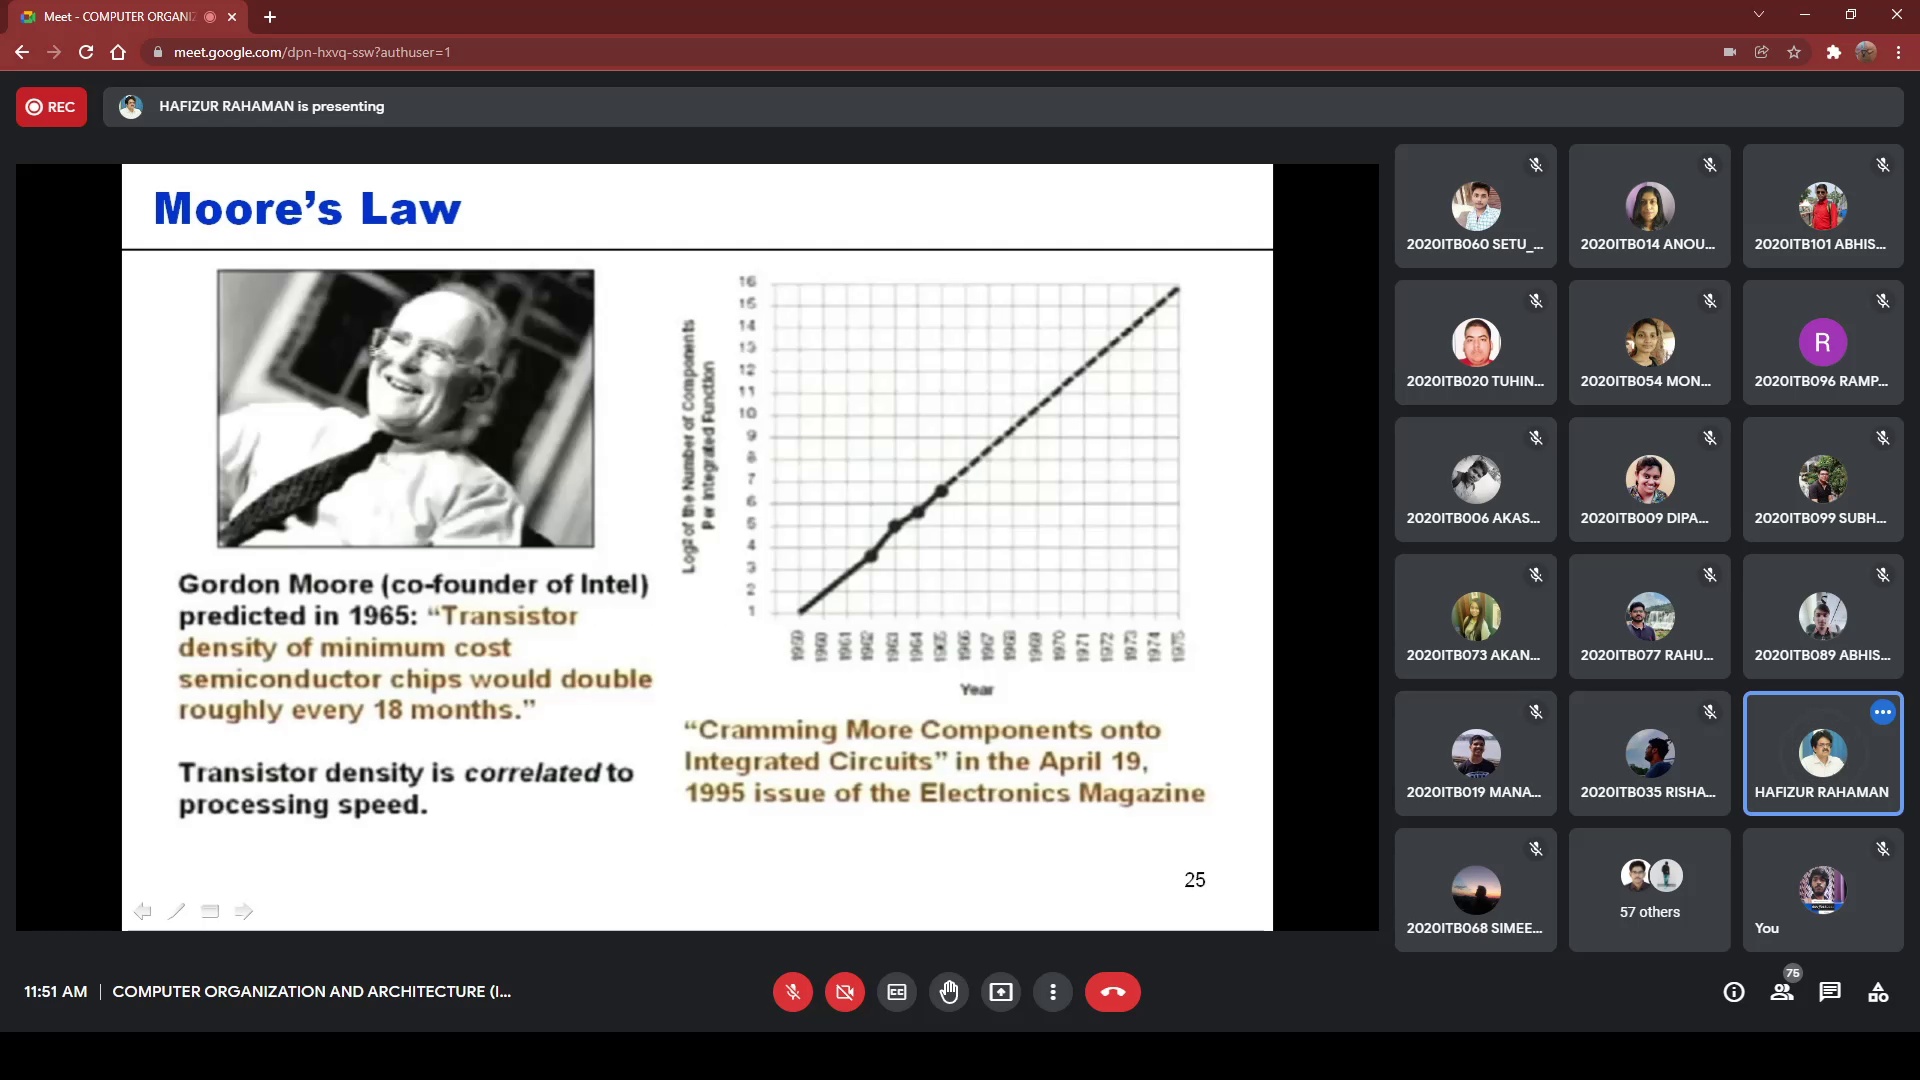 Meet - COMPUTER ORGANIZ
meet.google.com/dpn-hxvq-ssw?authuser=1
REC
HAFIZUR RAHAMAN is presenting
Moore's Law
16
15
14
13
12
11
10
9
8
7
6
5
4
3
2
1
Log² of the Number of Components
Per Integrated Function
1959 1960 1961 1962 1963 1964 1965 1966 1967 1968 1969 1970 1971 1972 1973 1974 1975
Year
Gordon Moore (co-founder of Intel)
predicted in 1965: “Transistor
density of minimum cost
semiconductor chips would double
roughly every 18 months.”
Transistor density is correlated to
processing speed.
“Cramming More Components onto
Integrated Circuits” in the April 19,
1995 issue of the Electronics Magazine
25
2020ITB060 SETU_...
2020ITB014 ANOU...
2020ITB101 ABHIS...
2020ITB020 TUHIN...
2020ITB054 MON...
R
2020ITB096 RAMP...
2020ITB006 AKAS...
2020ITB009 DIPA...
2020ITB099 SUBH...
2020ITB073 AKAN...
2020ITB077 RAHU...
2020ITB089 ABHIS...
2020ITB019 MANA...
2020ITB035 RISHA...
HAFIZUR RAHAMAN
2020ITB068 SIMEE...
57 others
You
11:51 AM | COMPUTER ORGANIZATION AND ARCHITECTURE (I...
CC
75